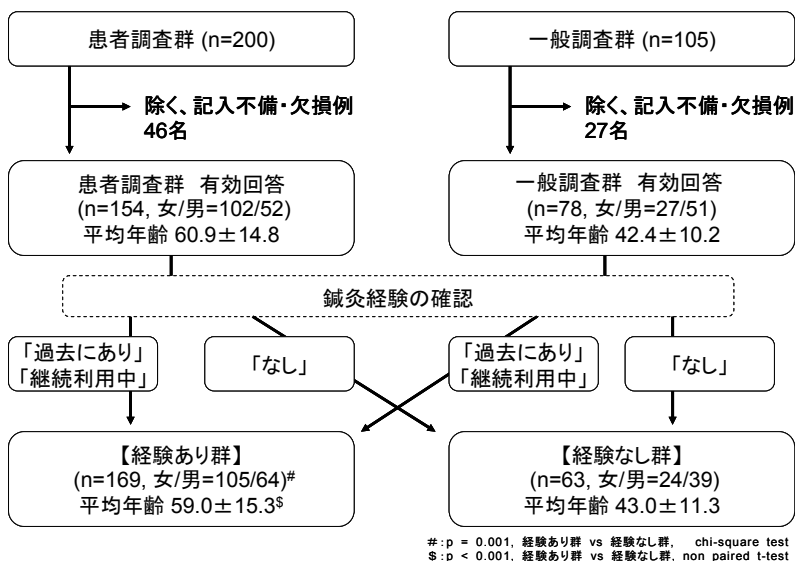 患者調査群 (n=200)
一般調査群 (n=105)
除く、記入不備・欠損例
46名
除く、記入不備・欠損例
27名
患者調査群 有効回答
(n=154, 女/男=102/52)
平均年齢 60.9±14.8
一般調査群 有効回答
(n=78, 女/男=27/51)
平均年齢 42.4±10.2
鍼灸経験の確認
「過去にあり」
「継続利用中」
「なし」
「過去にあり」
「継続利用中」
「なし」
【経験あり群】
(n=169, 女/男=105/64)#
平均年齢 59.0±15.3$
【経験なし群】
(n=63, 女/男=24/39)
平均年齢 43.0±11.3
#:p = 0.001, 経験あり群 vs 経験なし群, chi-square test
$:p < 0.001, 経験あり群 vs 経験なし群, non paired t-test